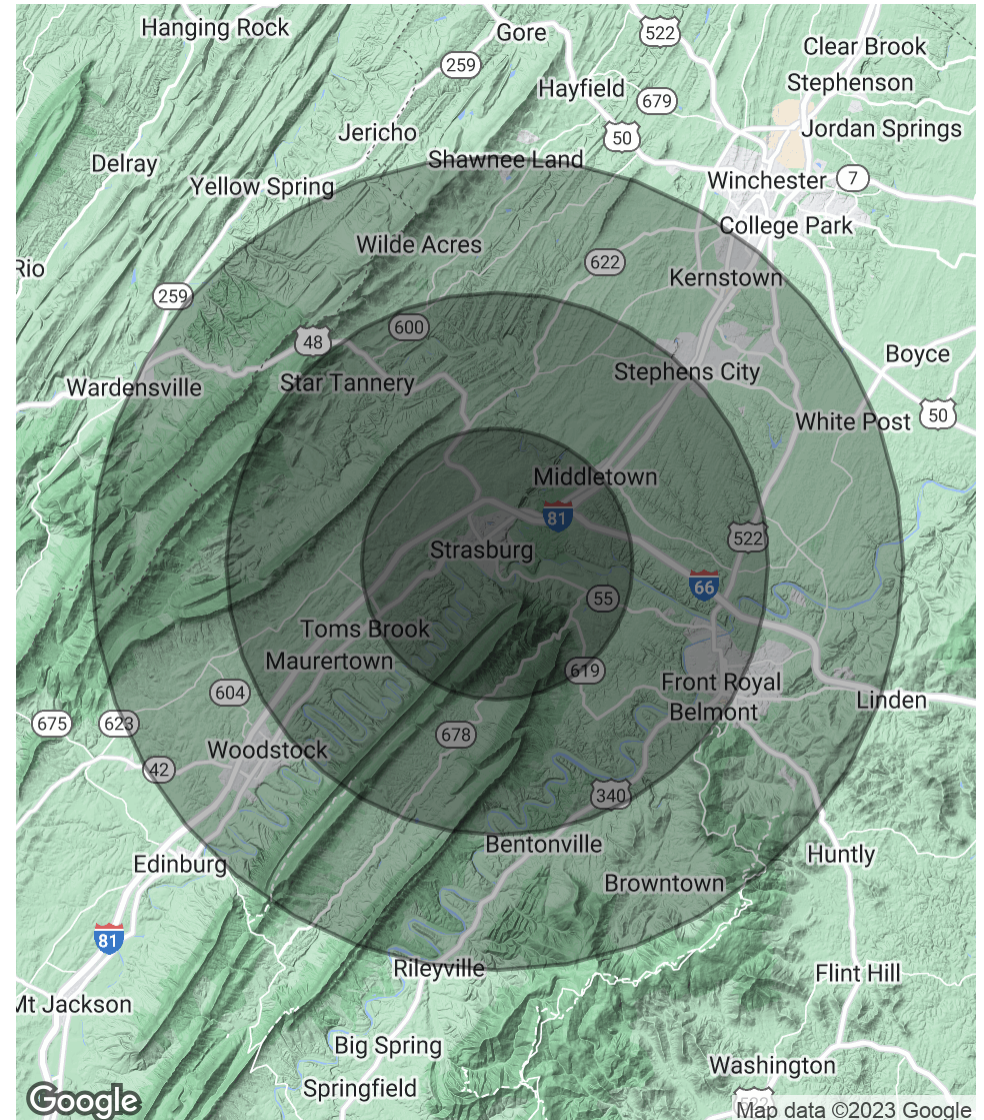 Hanging Rock
Gore
522
Clear Brook
259
Stephenson
Hayfield
679
Jericho
50
Jordan Springs
Delray
Shawnee Land
Yellow Spring
Winchester
7
College Park
Wilde Acres
622
Rio
Kernstown
259
600
48
Boyce
Stephens City
Star Tannery
Wardensville
White Post
50
Middletown
81
522
Strasburg
66
55
Toms Brook
Maurertown
619
Front Royal
604
Linden
Belmont
675
623
678
Woodstock
42
340
Bentonville
Huntly
Edinburg
Browntown
81
Rileyville
Flint Hill
Mt Jackson
Big Spring
Washington
Springfield
Google
522
Map data ©2023 Google